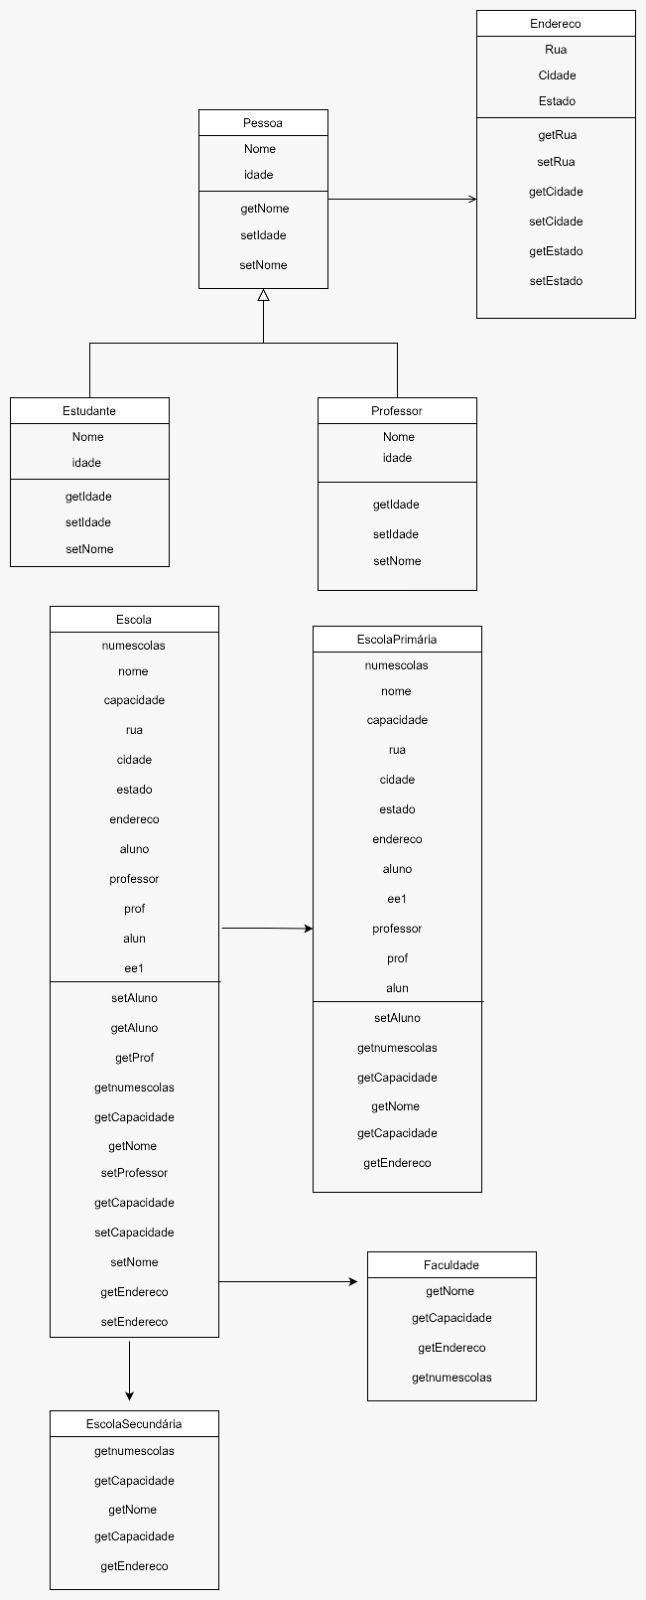 Endereco
Rua
Cidade
Estado
getRua
setRua
getCidade
setCidade
getEstado
setEstado
Pessoa
Nome
idade
getNome
setIdade
setNome
Estudante
Nome
idade
getIdade
setIdade
setNome
Professor
Nome
idade
getIdade
setIdade
setNome
Escola
numescolas
nome
capacidade
rua
cidade
estado
endereco
aluno
professor
prof
alun
ee1
setAluno
getAluno
getProf
getnumescolas
getCapacidade
getNome
setProfessor
getCapacidade
setCapacidade
setNome
getEndereco
setEndereco
EscolaPrimária
numescolas
nome
capacidade
rua
cidade
estado
endereco
aluno
ee1
professor
prof
alun
setAluno
getnumescolas
getCapacidade
getNome
getCapacidade
getEndereco
Faculdade
getNome
getCapacidade
getEndereco
getnumescolas
EscolaSecundária
getnumescolas
getCapacidade
getNome
getCapacidade
getEndereco